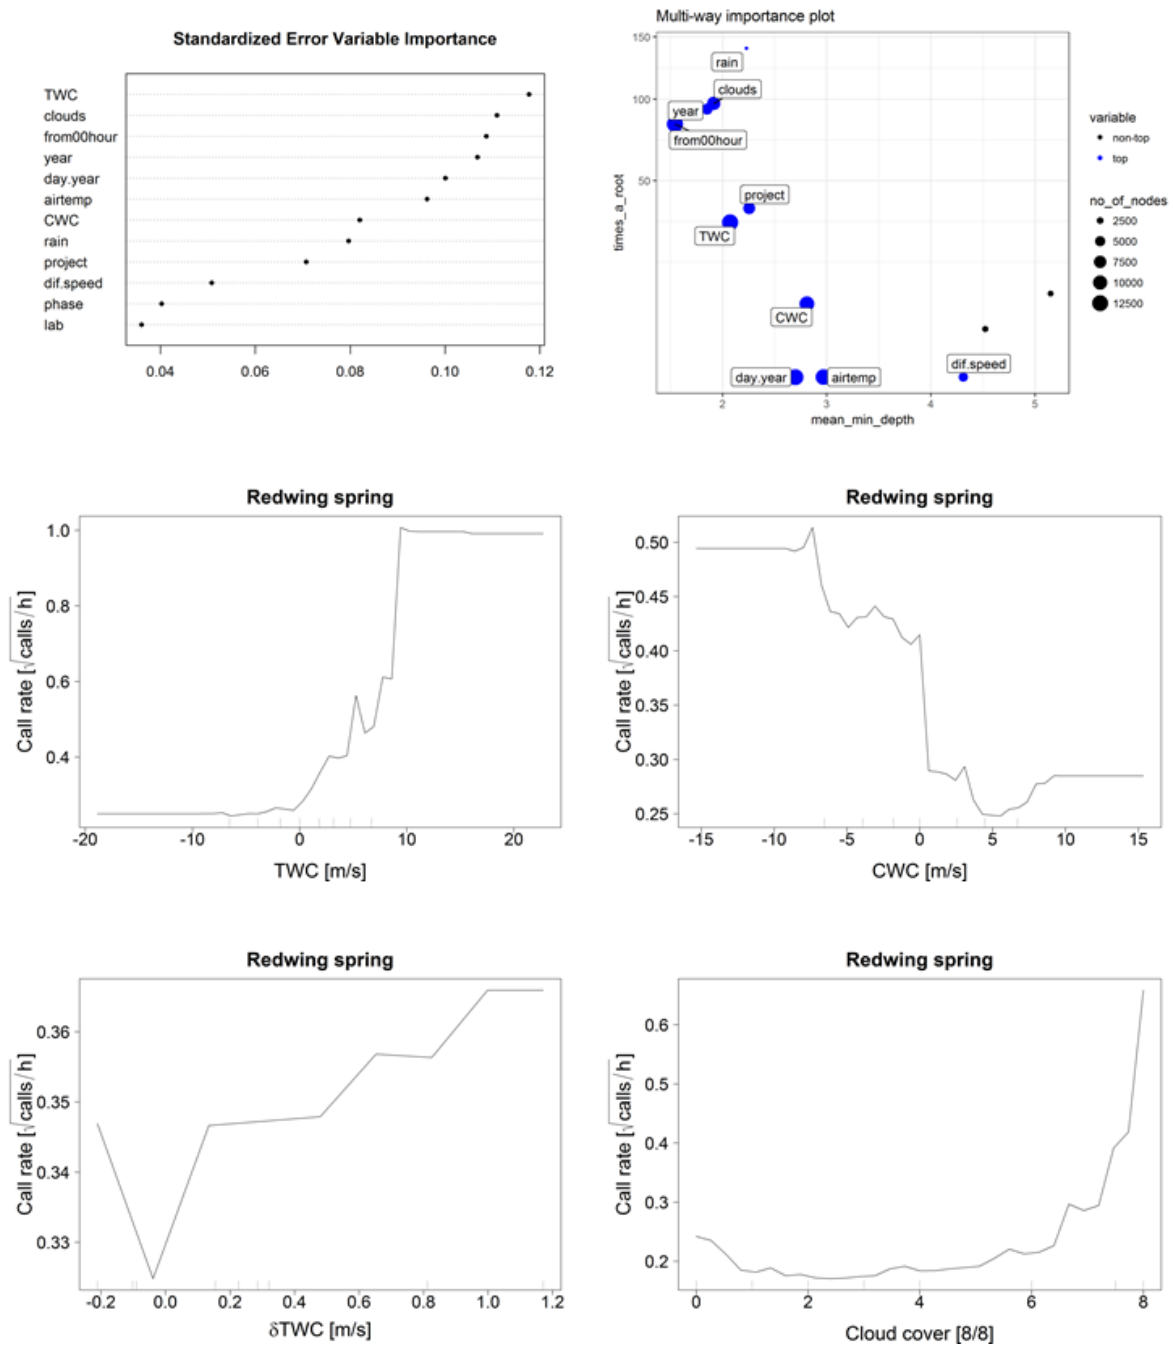 Standardized Error Variable Importance
TWC
clouds
from00hour
year
day.year
airtemp
CWC
rain
project
dif.speed
phase
lab
0.04 0.06 0.08 0.10 0.12
Multi-way importance plot
150
100
50
times_a_root
rain
clouds
year
from00hour
project
TWC
CWC
day.year
airtemp
dif.speed
2 3 4 5
mean_min_depth
variable
non-top
top
no_of_nodes
2500
5000
7500
10000
12500
Redwing spring
1.0
0.8
0.6
0.4
Call rate [√calls/h]
-20 -10 0 10 20
TWC [m/s]
Redwing spring
0.50
0.45
0.40
0.35
0.30
0.25
Call rate [√calls/h]
-15 -10 -5 0 5 10 15
CWC [m/s]
Redwing spring
0.36
0.35
0.34
0.33
Call rate [√calls/h]
-0.2 0.0 0.2 0.4 0.6 0.8 1.0 1.2
δTWC [m/s]
Redwing spring
0.6
0.5
0.4
0.3
0.2
Call rate [√calls/h]
0 2 4 6 8
Cloud cover [8/8]